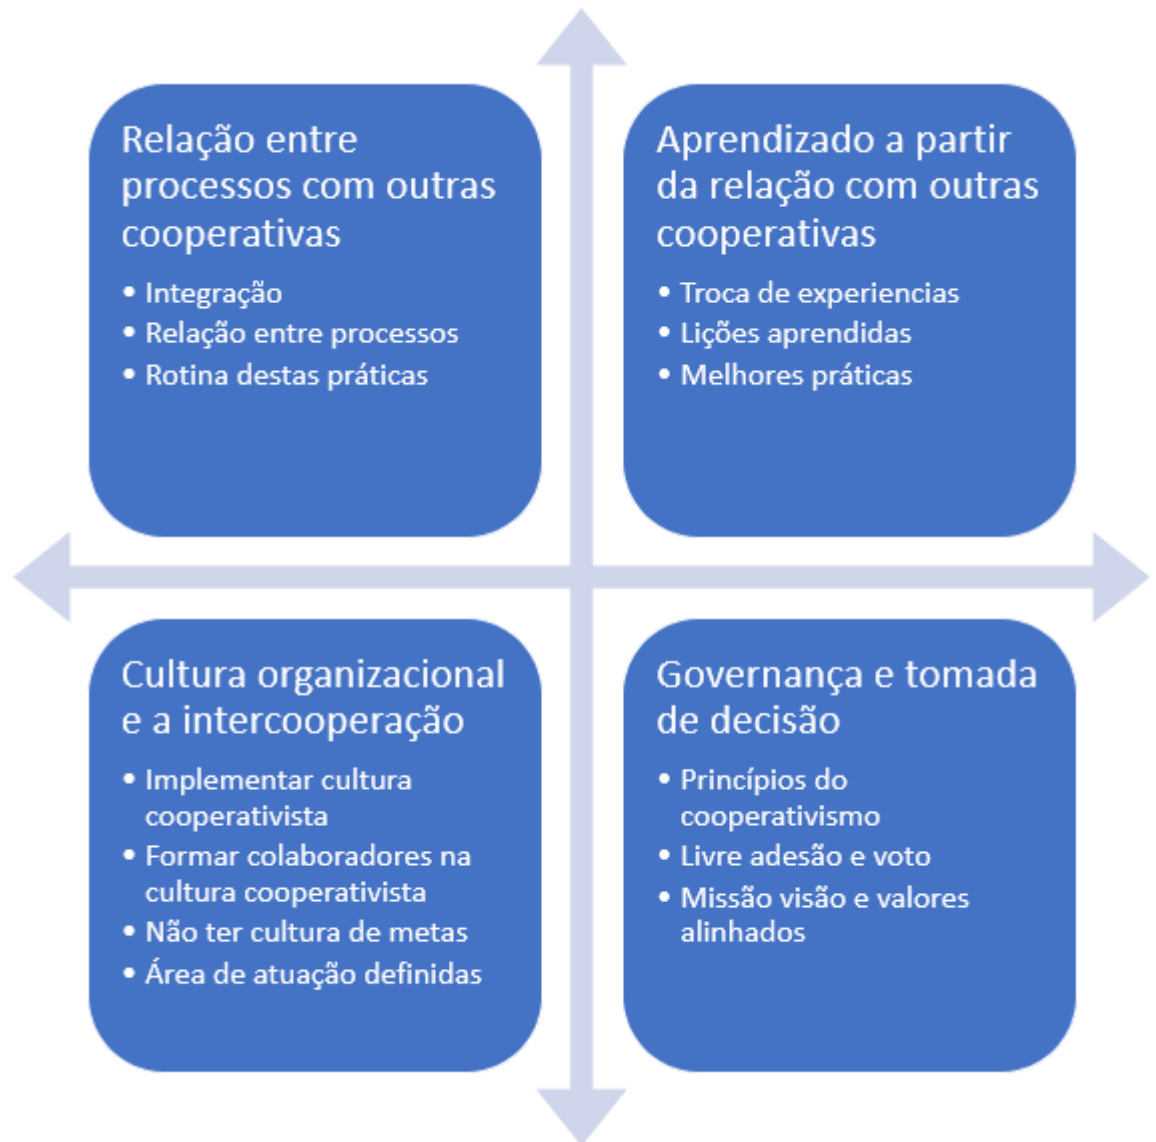 Relação entre
processos com outras
cooperativas
• Integração
• Relação entre processos
• Rotina destas práticas
Aprendizado a partir
da relação com outras
cooperativas
• Troca de experiencias
• Lições aprendidas
• Melhores práticas
Cultura organizacional
e a intercooperação
• Implementar cultura
cooperativista
• Formar colaboradores na
cultura cooperativista
• Não ter cultura de metas
• Área de atuação definidas
Governança e tomada
de decisão
• Princípios do
cooperativismo
• Livre adesão e voto
• Missão visão e valores
alinhados